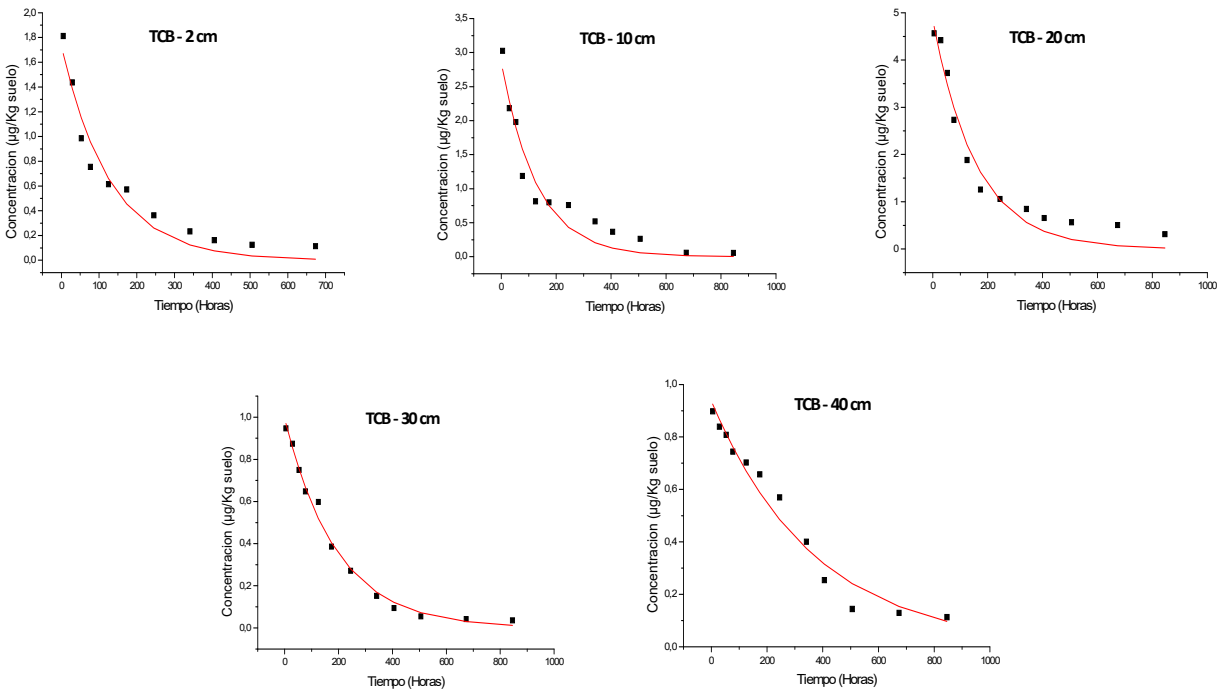 TCB - 2 cm
Concentracion (µg/Kg suelo)
2,0
1,8
1,6
1,4
1,2
1,0
0,8
0,6
0,4
0,2
0,0
0 100 200 300 400 500 600 700
Tiempo (Horas)
TCB - 10 cm
Concentracion (µg/Kg suelo)
3,5
3,0
2,5
2,0
1,5
1,0
0,5
0,0
0 200 400 600 800 1000
Tiempo (Horas)
TCB - 20 cm
Concentracion (µg/Kg suelo)
5
4
3
2
1
0
0 200 400 600 800 1000
Tiempo (Horas)
TCB - 30 cm
Concentracion (µg/Kg suelo)
1,0
0,8
0,6
0,4
0,2
0,0
0 200 400 600 800 1000
Tiempo (Horas)
TCB - 40 cm
Concentracion (µg/Kg suelo)
1,0
0,8
0,6
0,4
0,2
0,0
0 200 400 600 800 1000
Tiempo (Horas)